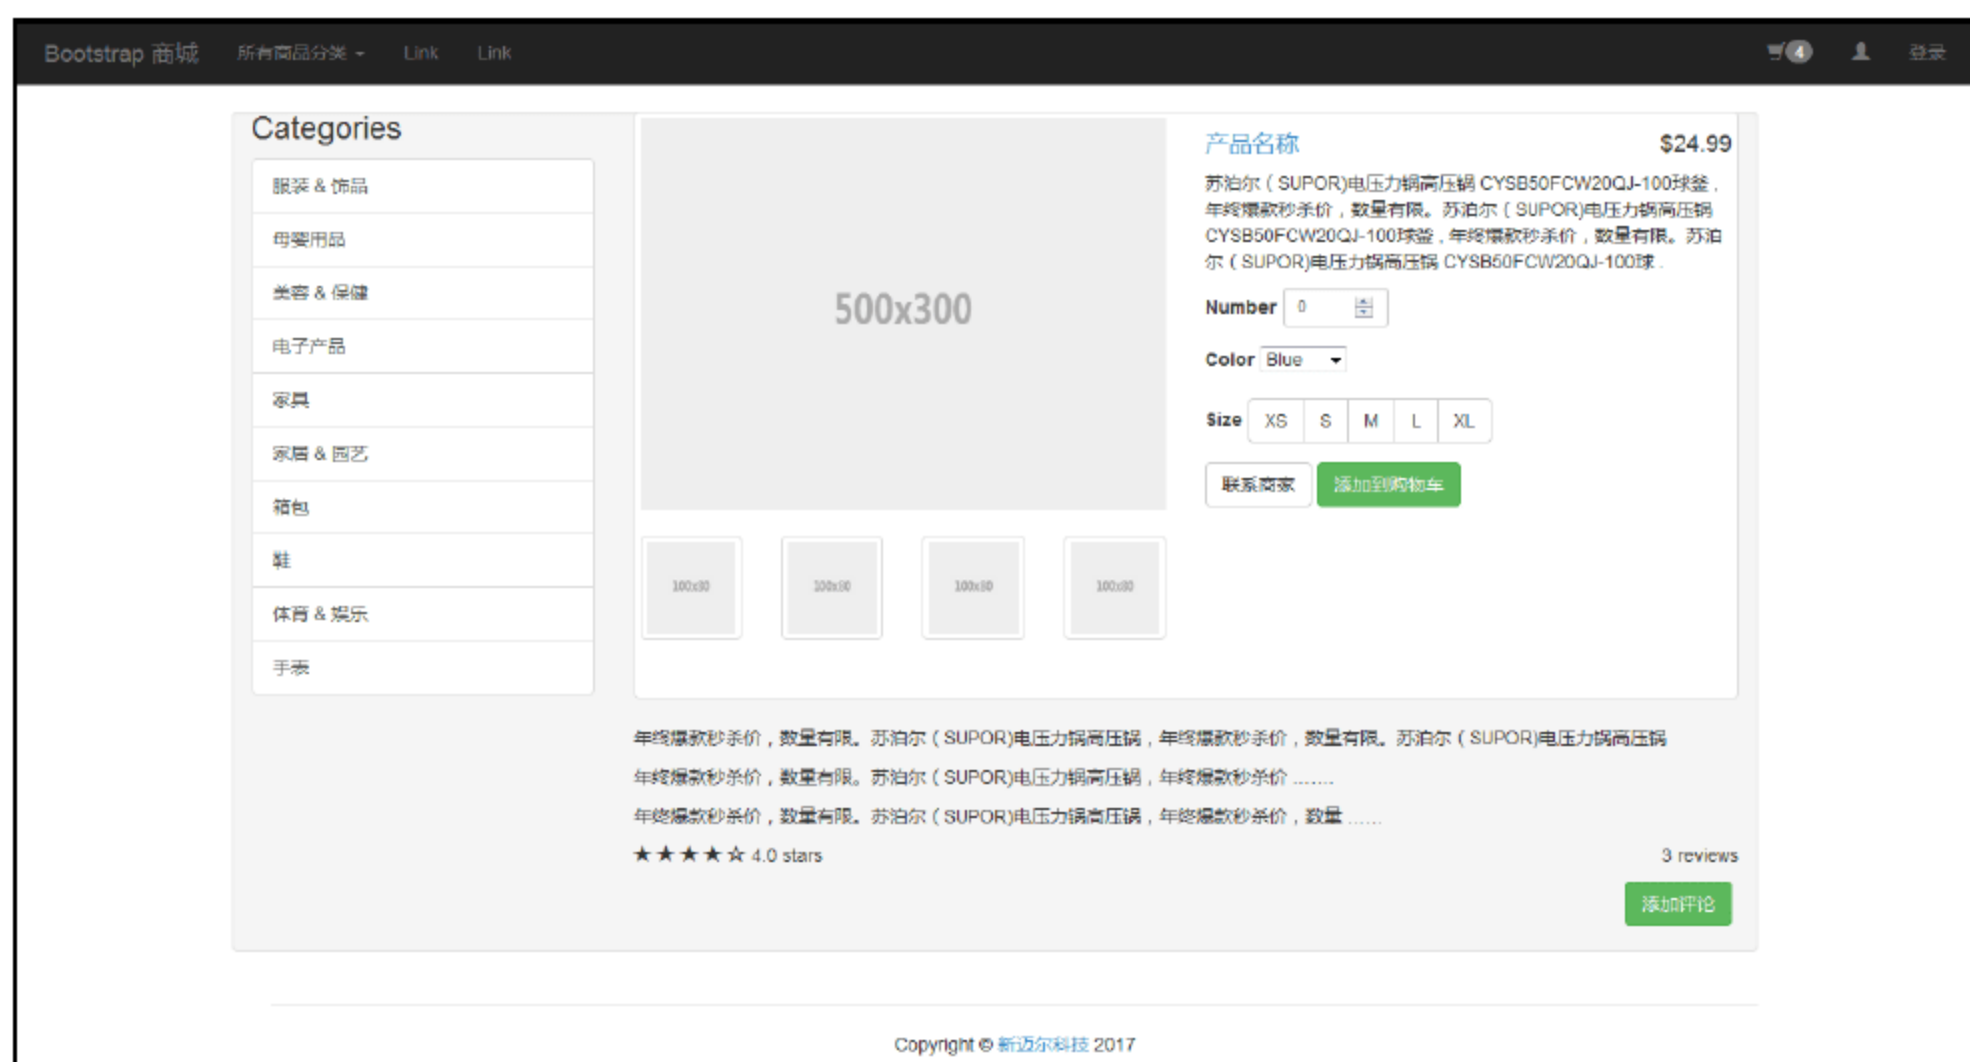 Bootstrap 商城 所有商品分类 Link Link 4 登录
Categories
服装 & 饰品
母婴用品
美容 & 保健
电子产品
家具
家居 & 园艺
箱包
鞋
体育 & 娱乐
手表
500x300
100x80 100x80 100x80 100x80
产品名称 $24.99
苏泊尔（SUPOR)电压力锅高压锅 CYSB50FCW20QJ-100球釜，
年终爆款秒杀价，数量有限。苏泊尔（SUPOR)电压力锅高压锅
CYSB50FCW20QJ-100球釜，年终爆款秒杀价，数量有限。苏泊
尔（SUPOR)电压力锅高压锅 CYSB50FCW20QJ-100球 .
Number 0
Color Blue
Size XS S M L XL
联系商家 添加到购物车
年终爆款秒杀价，数量有限。苏泊尔（SUPOR)电压力锅高压锅，年终爆款秒杀价，数量有限。苏泊尔（SUPOR)电压力锅高压锅
年终爆款秒杀价，数量有限。苏泊尔（SUPOR)电压力锅高压锅，年终爆款秒杀价 .......
年终爆款秒杀价，数量有限。苏泊尔（SUPOR)电压力锅高压锅，年终爆款秒杀价，数量 ......
★★★★☆ 4.0 stars 3 reviews
添加评论
Copyright © 新迈尔科技 2017